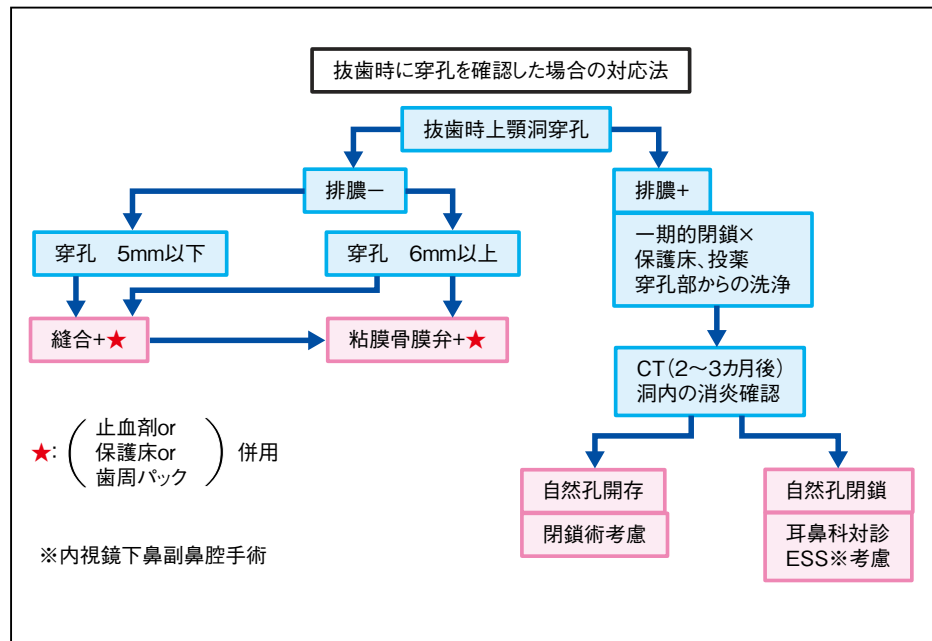 抜歯時に穿孔を確認した場合の対応法
抜歯時上顎洞穿孔
排膿－
排膿＋
穿孔　5mm以下
穿孔　6mm以上
一期的閉鎖×
保護床、投薬
穿孔部からの洗浄
縫合+★
粘膜骨膜弁+★
CT(2〜3カ月後)
洞内の消炎確認
★：(止血剤or
保護床or
歯周パック)併用
自然孔開存
閉鎖術考慮
自然孔閉鎖
耳鼻科対診
ESS※考慮
※内視鏡下鼻副鼻腔手術